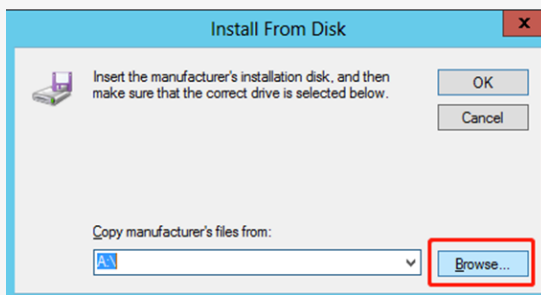 Install From Disk
x
Insert the manufacturer's installation disk, and then
make sure that the correct drive is selected below.
OK
Cancel
Copy manufacturer's files from:
A:\
Browse...